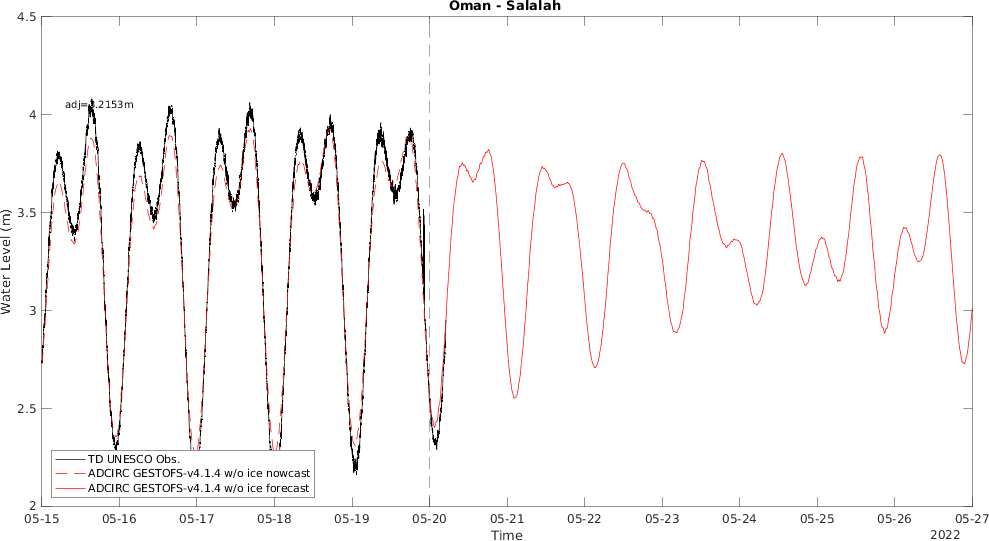 Oman - Salalah
4.5
4
3.5
3
2.5
2
Water Level (m)
adj=3.2153m
TD UNESCO Obs.
ADCIRC GESTOFS-v4.1.4 w/o ice nowcast
ADCIRC GESTOFS-v4.1.4 w/o ice forecast
05-15 05-16 05-17 05-18 05-19 05-20 05-21 05-22 05-23 05-24 05-25 05-26 05-27
Time
2022